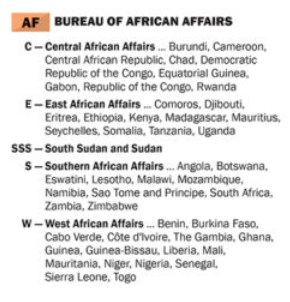 AF BUREAU OF AFRICAN AFFAIRS
C — Central African Affairs ... Burundi, Cameroon,
Central African Republic, Chad, Democratic
Republic of the Congo, Equatorial Guinea,
Gabon, Republic of the Congo, Rwanda
E — East African Affairs ... Comoros, Djibouti,
Eritrea, Ethiopia, Kenya, Madagascar, Mauritius,
Seychelles, Somalia, Tanzania, Uganda
SSS — South Sudan and Sudan
S — Southern African Affairs ... Angola, Botswana,
Eswatini, Lesotho, Malawi, Mozambique,
Namibia, Sao Tome and Principe, South Africa,
Zambia, Zimbabwe
W — West African Affairs ... Benin, Burkina Faso,
Cabo Verde, Côte d'Ivoire, The Gambia, Ghana,
Guinea, Guinea-Bissau, Liberia, Mali,
Mauritania, Niger, Nigeria, Senegal,
Sierra Leone, Togo